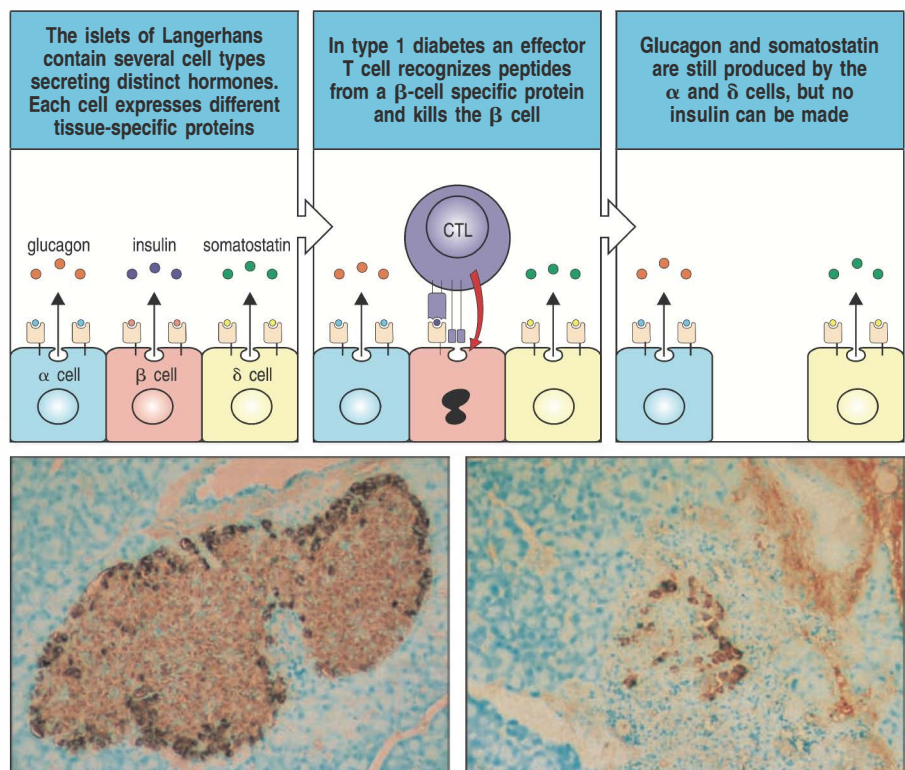 The islets of Langerhans
contain several cell types
secreting distinct hormones.
Each cell expresses different
tissue-specific proteins
In type 1 diabetes an effector
T cell recognizes peptides
from a β-cell specific protein
and kills the β cell
Glucagon and somatostatin
are still produced by the
α and δ cells, but no
insulin can be made
glucagon
insulin
somatostatin
α cell
β cell
δ cell
CTL